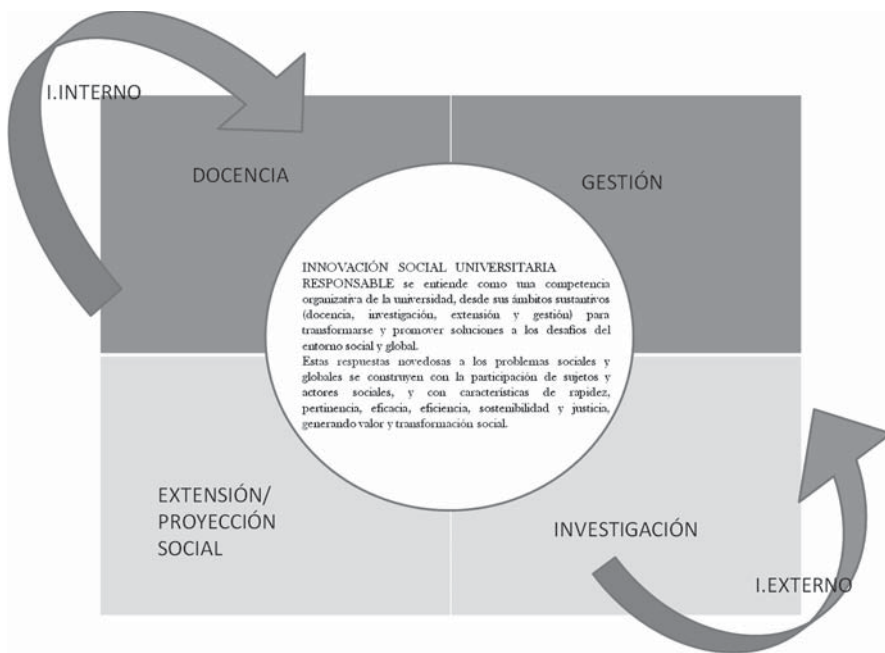 I.INTERNO
DOCENCIA
GESTIÓN
INNOVACIÓN SOCIAL UNIVERSITARIA
RESPONSABLE se entiende como una competencia
organizativa de la universidad, desde sus ámbitos sustantivos
(docencia, investigación, extensión y gestión) para
transformarse y promover soluciones a los desafíos del
entorno social y global.
Estas respuestas novedosas a los problemas sociales y
globales se construyen con la participación de sujetos y
actores sociales, y con características de rapidez,
pertinencia, eficacia, eficiencia, sostenibilidad y justicia,
generando valor y transformación social.
EXTENSIÓN/
PROYECCIÓN
SOCIAL
INVESTIGACIÓN
I.EXTERNO